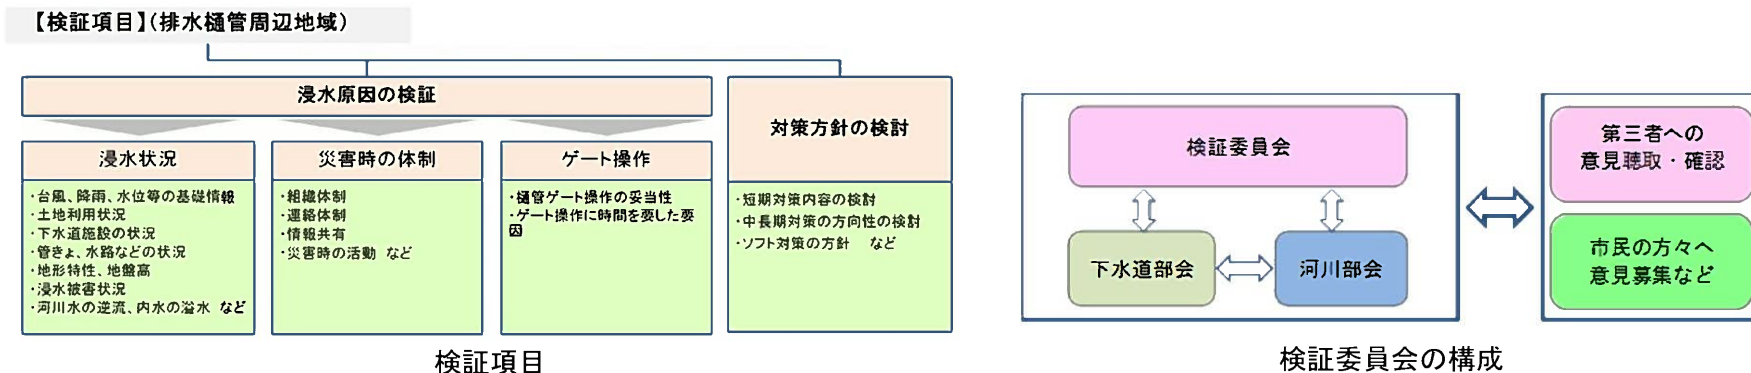 【検証項目】（排水樋管周辺地域）
浸水原因の検証
対策方針の検討
浸水状況
・台風、降雨、水位等の基礎情報
・土地利用状況
・下水道施設の状況
・管きょ、水路などの状況
・地形特性、地盤高
・浸水被害状況
・河川水の逆流、内水の溢水 など
災害時の体制
・組織体制
・連絡体制
・情報共有
・災害時の活動 など
ゲート操作
・樋管ゲート操作の妥当性
・ゲート操作に時間を要した要
因
・短期対策内容の検討
・中長期対策の方向性の検討
・ソフト対策の方針 など
検証項目
検証委員会
下水道部会
河川部会
第三者への
意見聴取・確認
市民の方々へ
意見募集など
検証委員会の構成